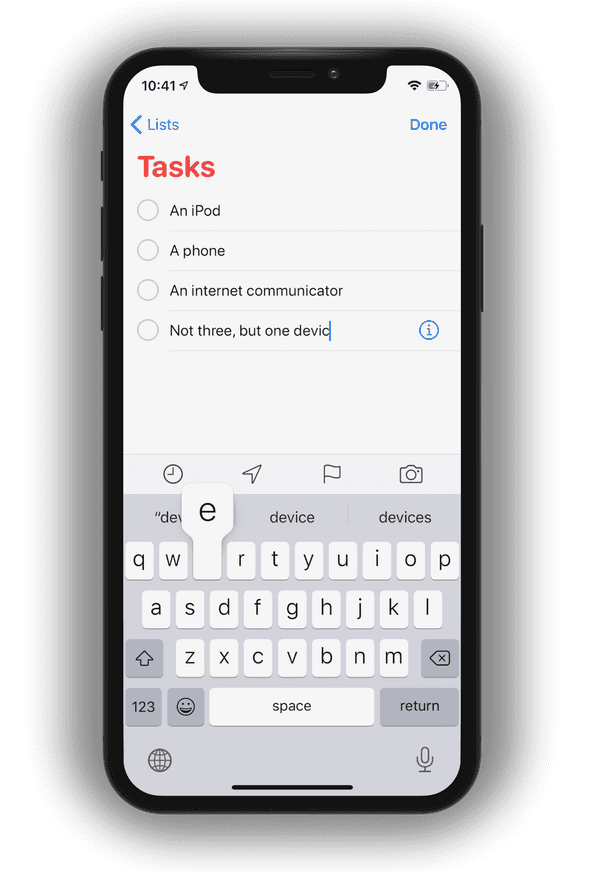 10:41
Lists
Done
Tasks
An iPod
A phone
An internet communicator
Not three, but one devic
“dev
device
devices
e
q w r t y u i o p
a s d f g h j k l
z x c v b n m
123
space
return